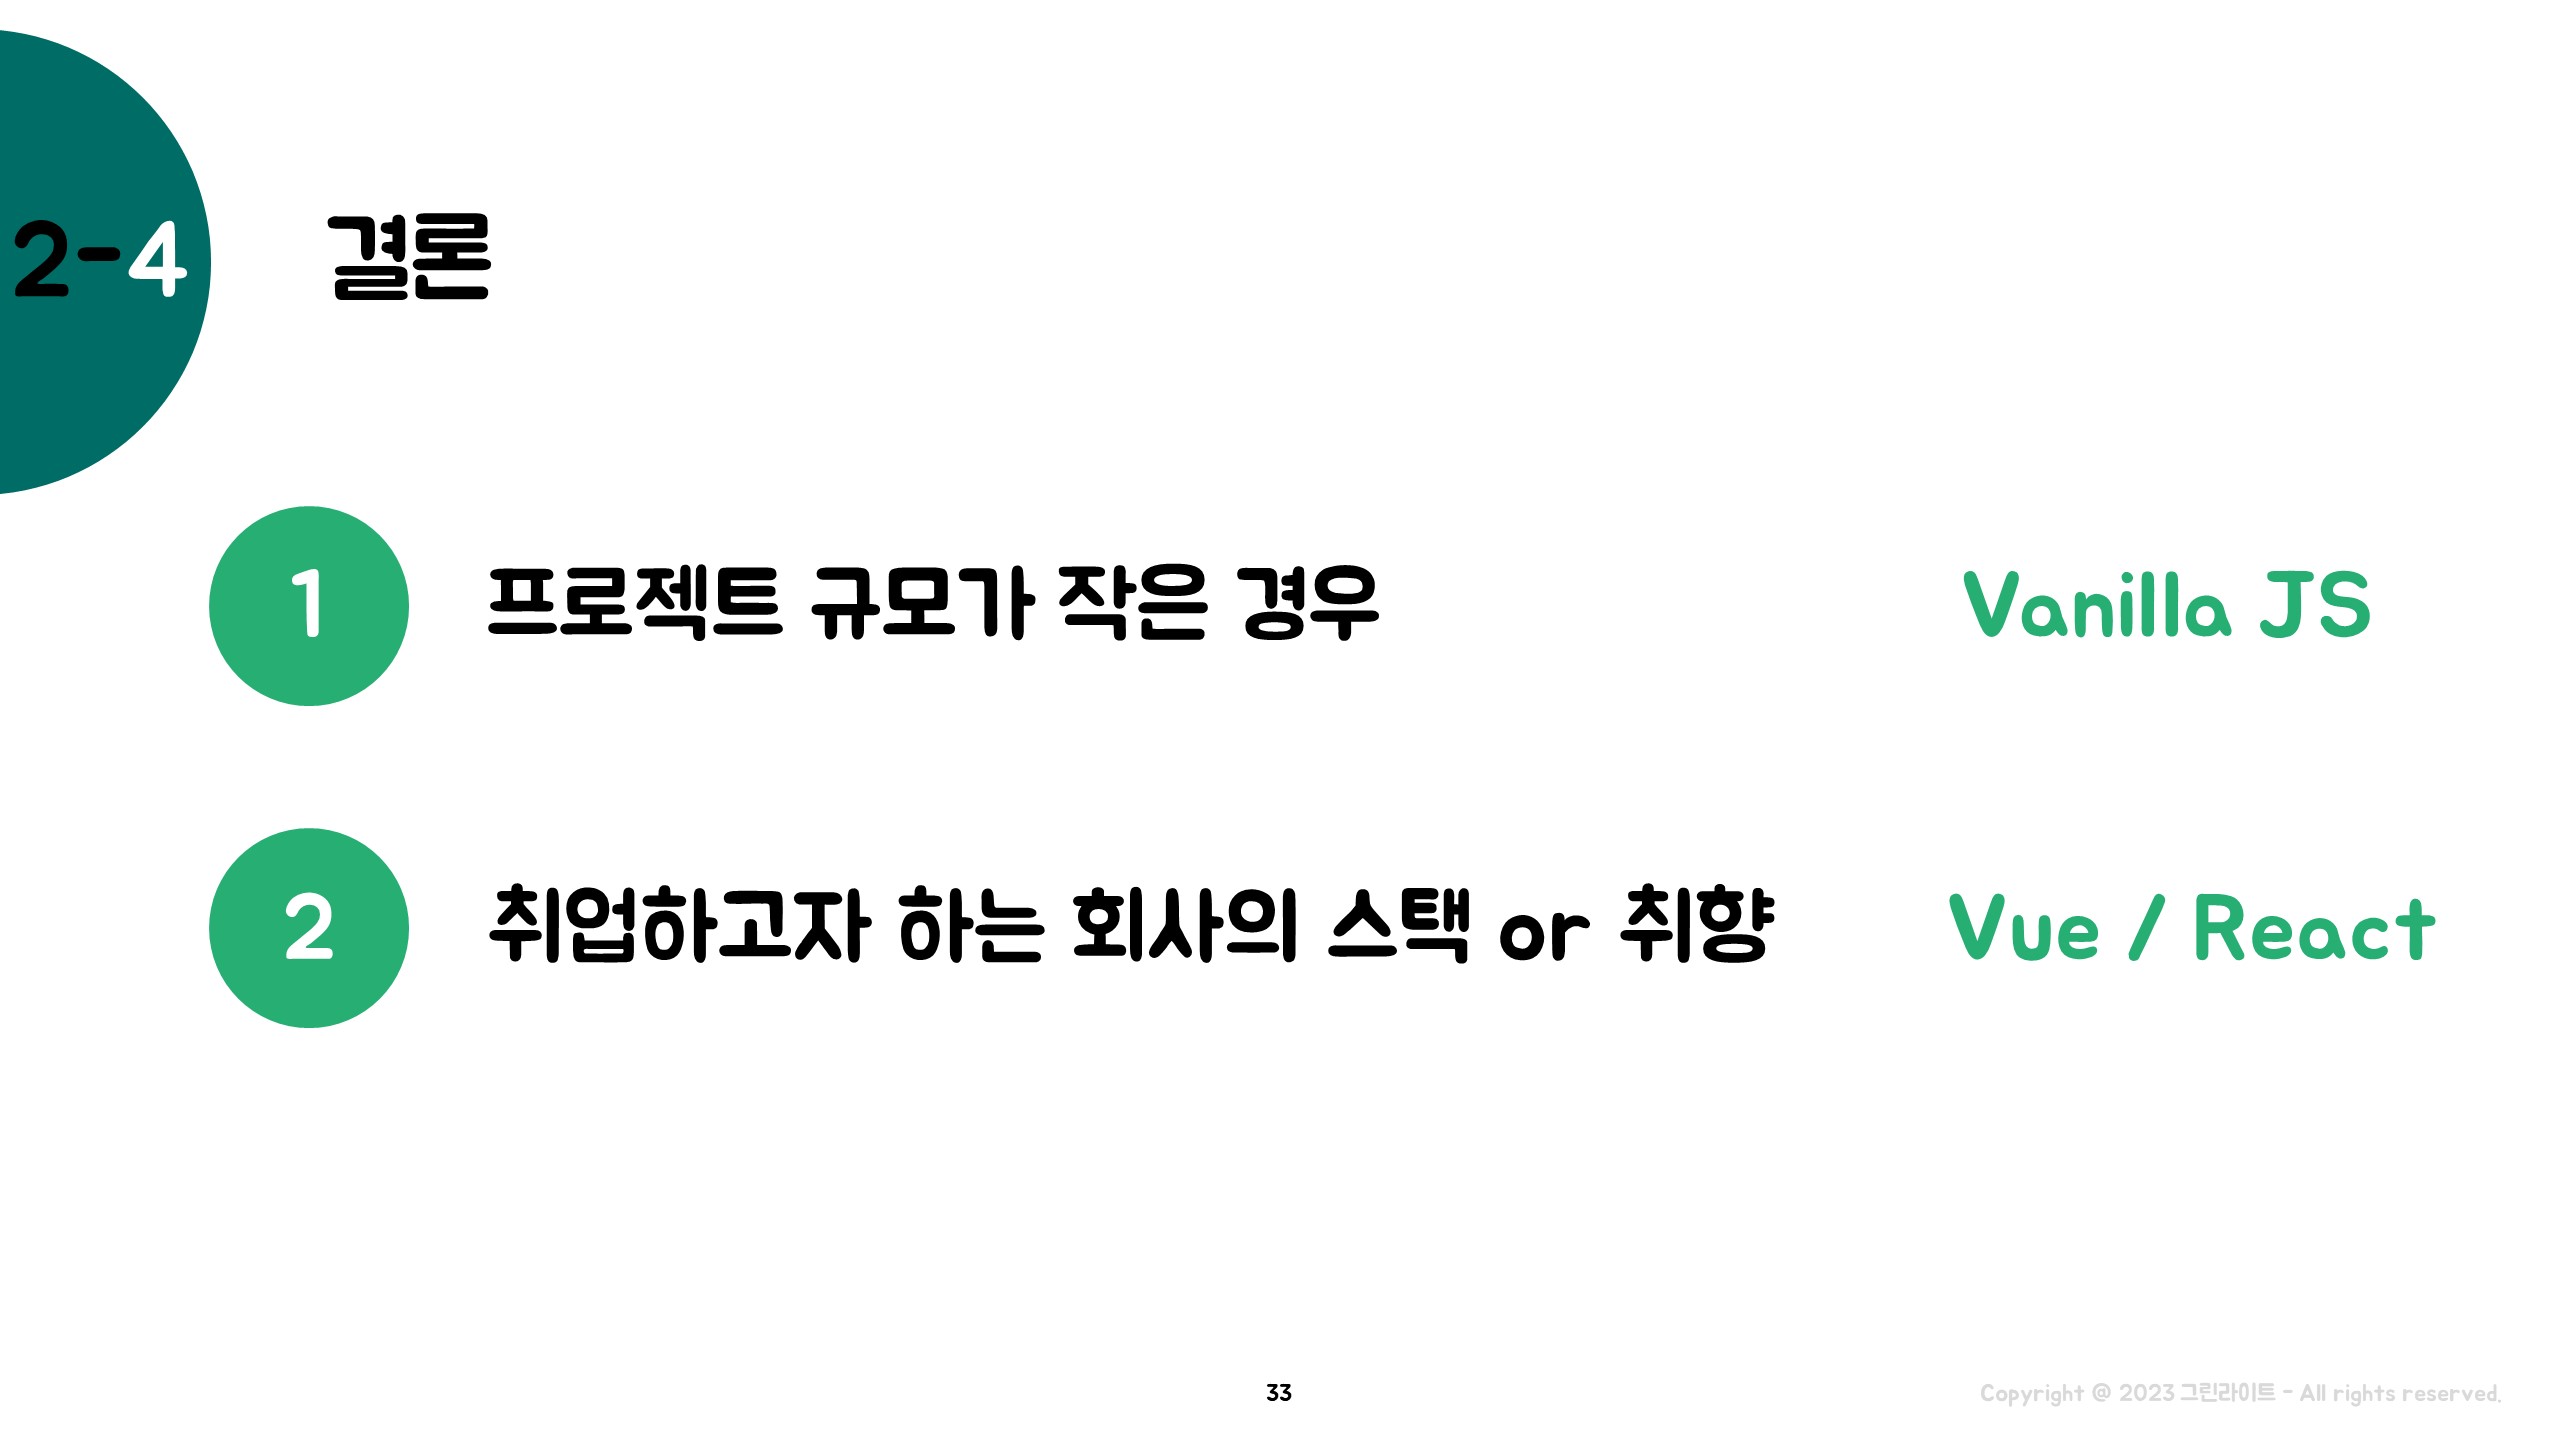 2-4 결론
1 프로젝트 규모가 작은 경우 Vanilla JS
2 취업하고자 하는 회사의 스택 or 취향 Vue / React
33
Copyright @ 2023 그린라이트 - All rights reserved.